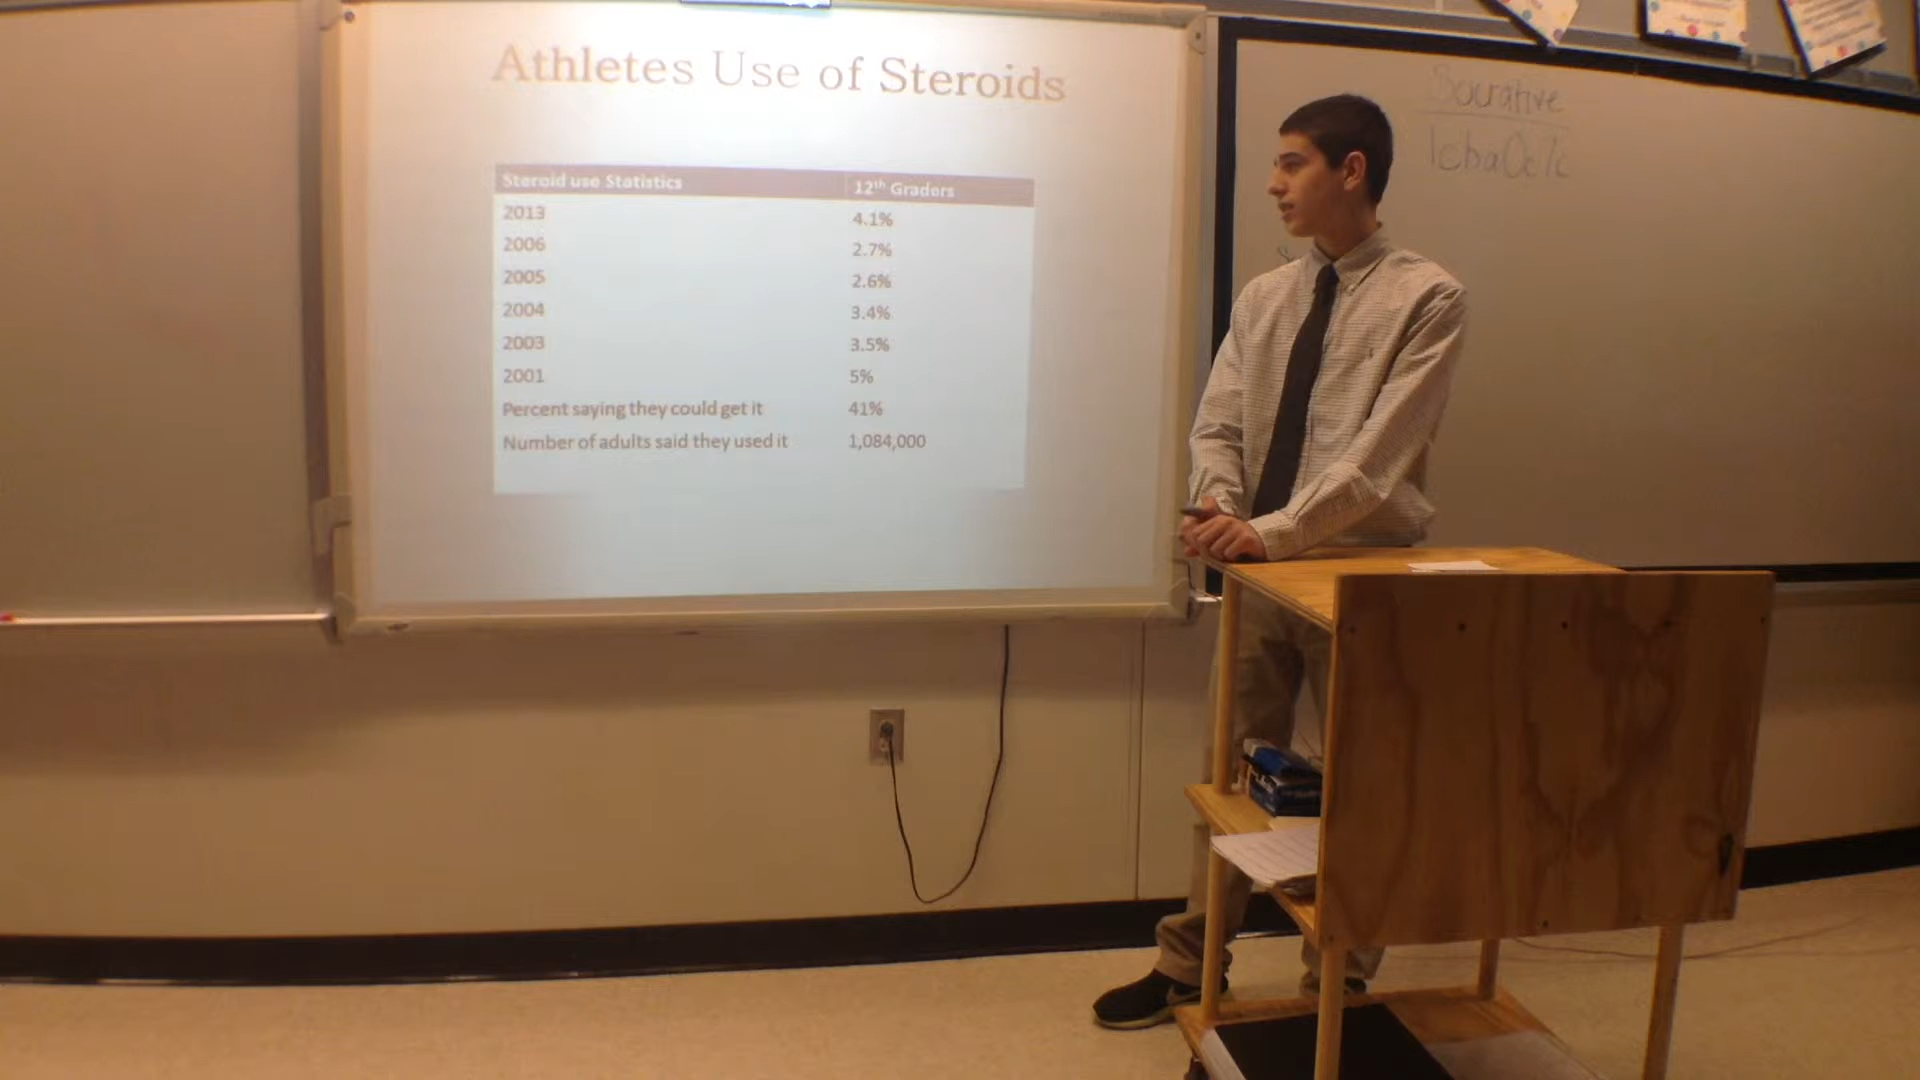 Athletes Use of Steroids
Steroid use Statistics 12th Graders
2013 4.1%
2006 2.7%
2005 2.6%
2004 3.4%
2003 3.5%
2001 5%
Percent saying they could get it 41%
Number of adults said they used it 1,084,000
Socrative